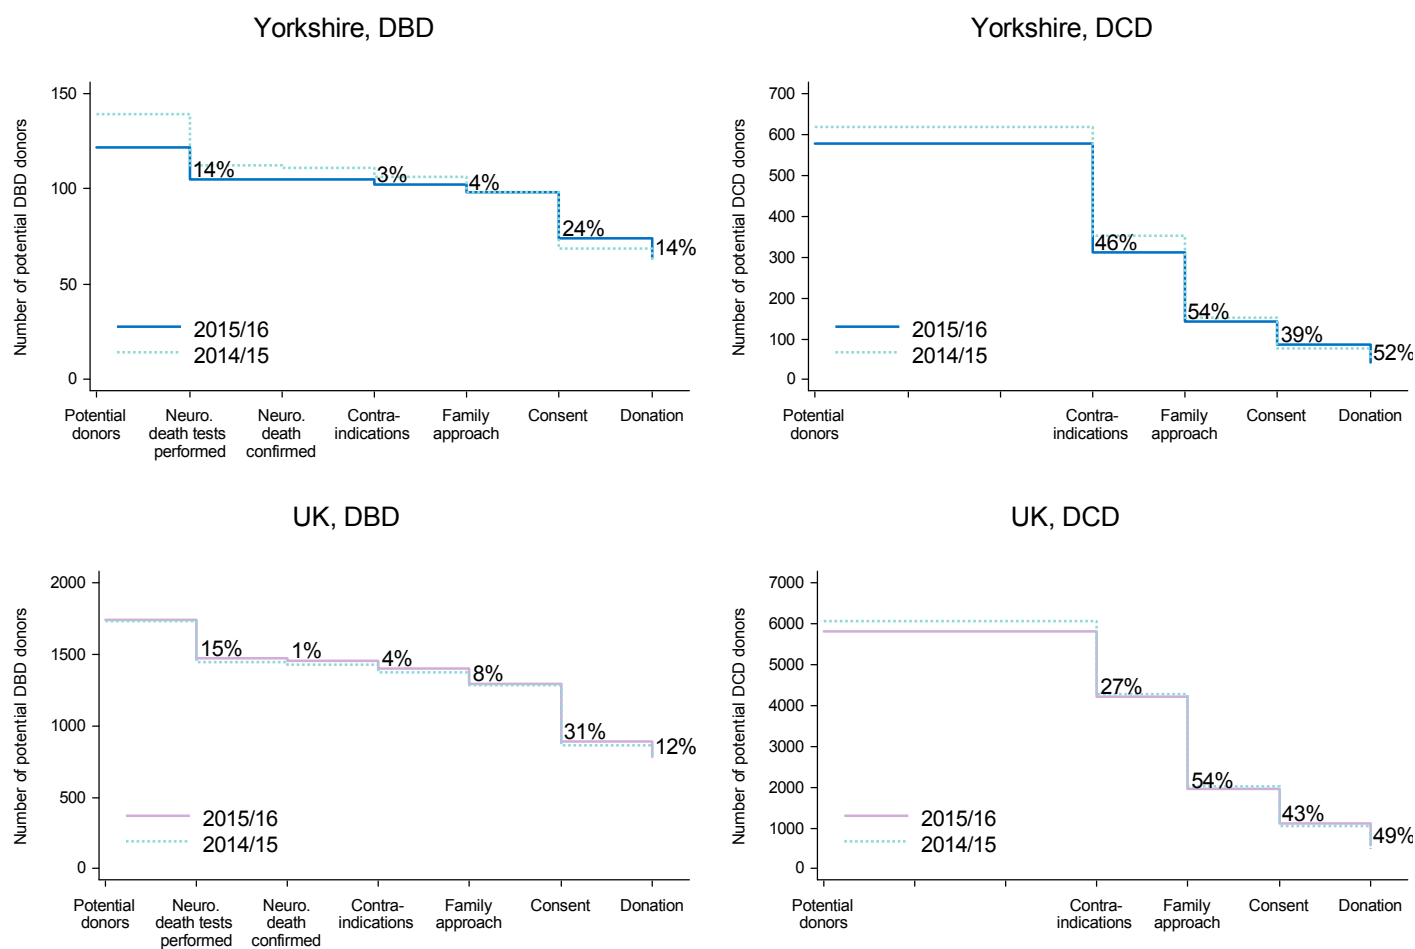 Yorkshire, DBD
Number of potential DBD donors
150
100
50
0
14%
3%
4%
24%
14%
2015/16
2014/15
Potential
donors
Neuro.
death tests
performed
Neuro.
death
confirmed
Contra-
indications
Family
approach
Consent
Donation
Yorkshire, DCD
Number of potential DCD donors
700
600
500
400
300
200
100
0
46%
54%
39%
52%
2015/16
2014/15
Potential
donors
Contra-
indications
Family
approach
Consent
Donation
UK, DBD
Number of potential DBD donors
2000
1500
1000
500
0
15%
1%
4%
8%
31%
12%
2015/16
2014/15
Potential
donors
Neuro.
death tests
performed
Neuro.
death
confirmed
Contra-
indications
Family
approach
Consent
Donation
UK, DCD
Number of potential DCD donors
7000
6000
5000
4000
3000
2000
1000
0
27%
54%
43%
49%
2015/16
2014/15
Potential
donors
Contra-
indications
Family
approach
Consent
Donation